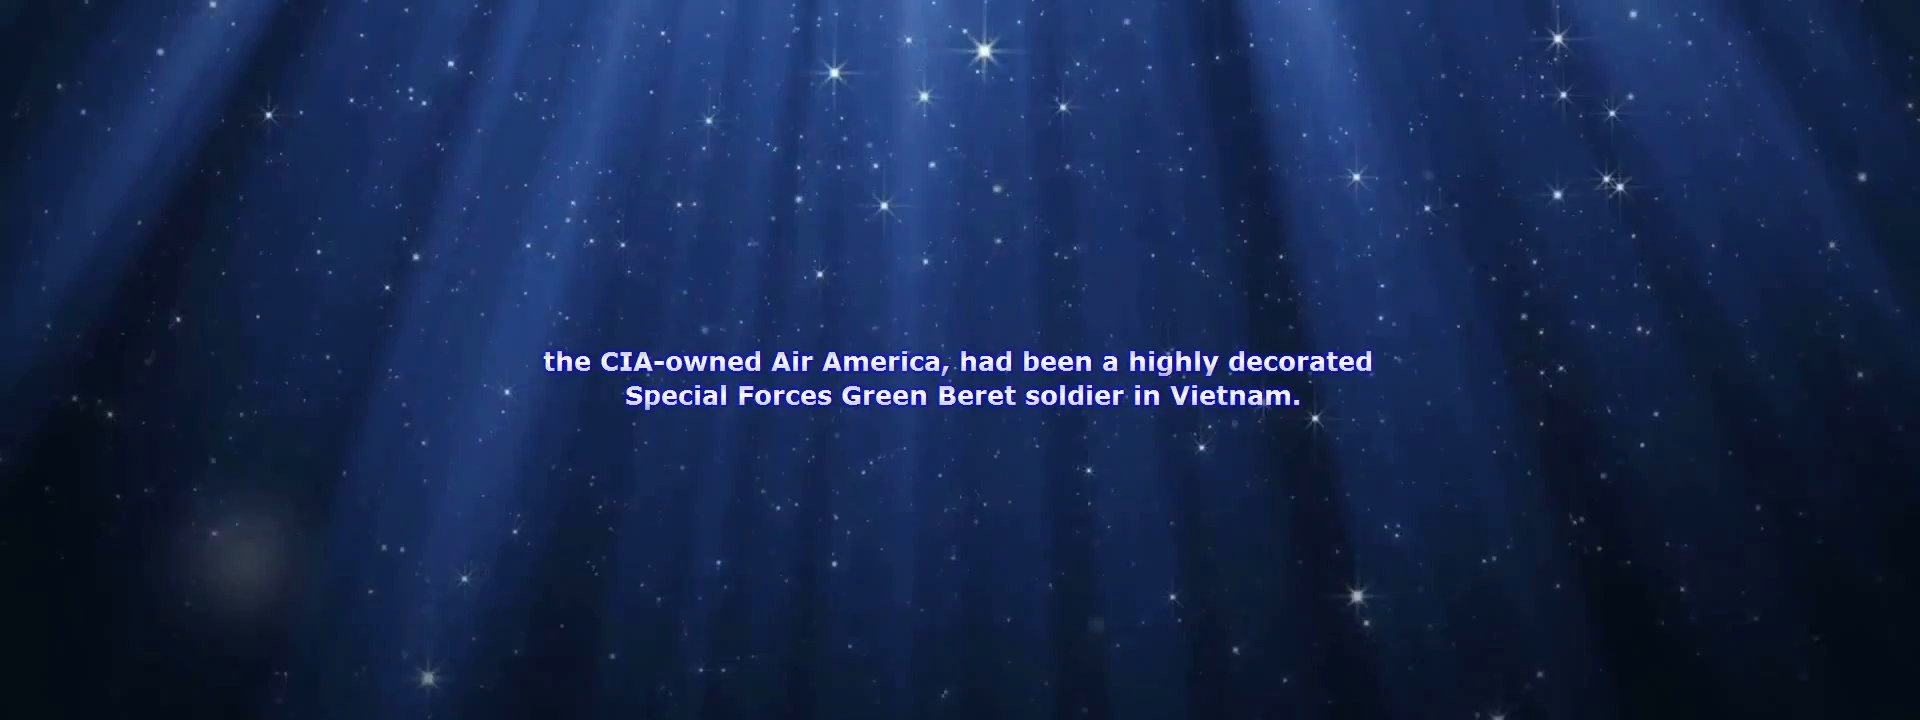 the CIA-owned Air America, had been a highly decorated
Special Forces Green Beret soldier in Vietnam.